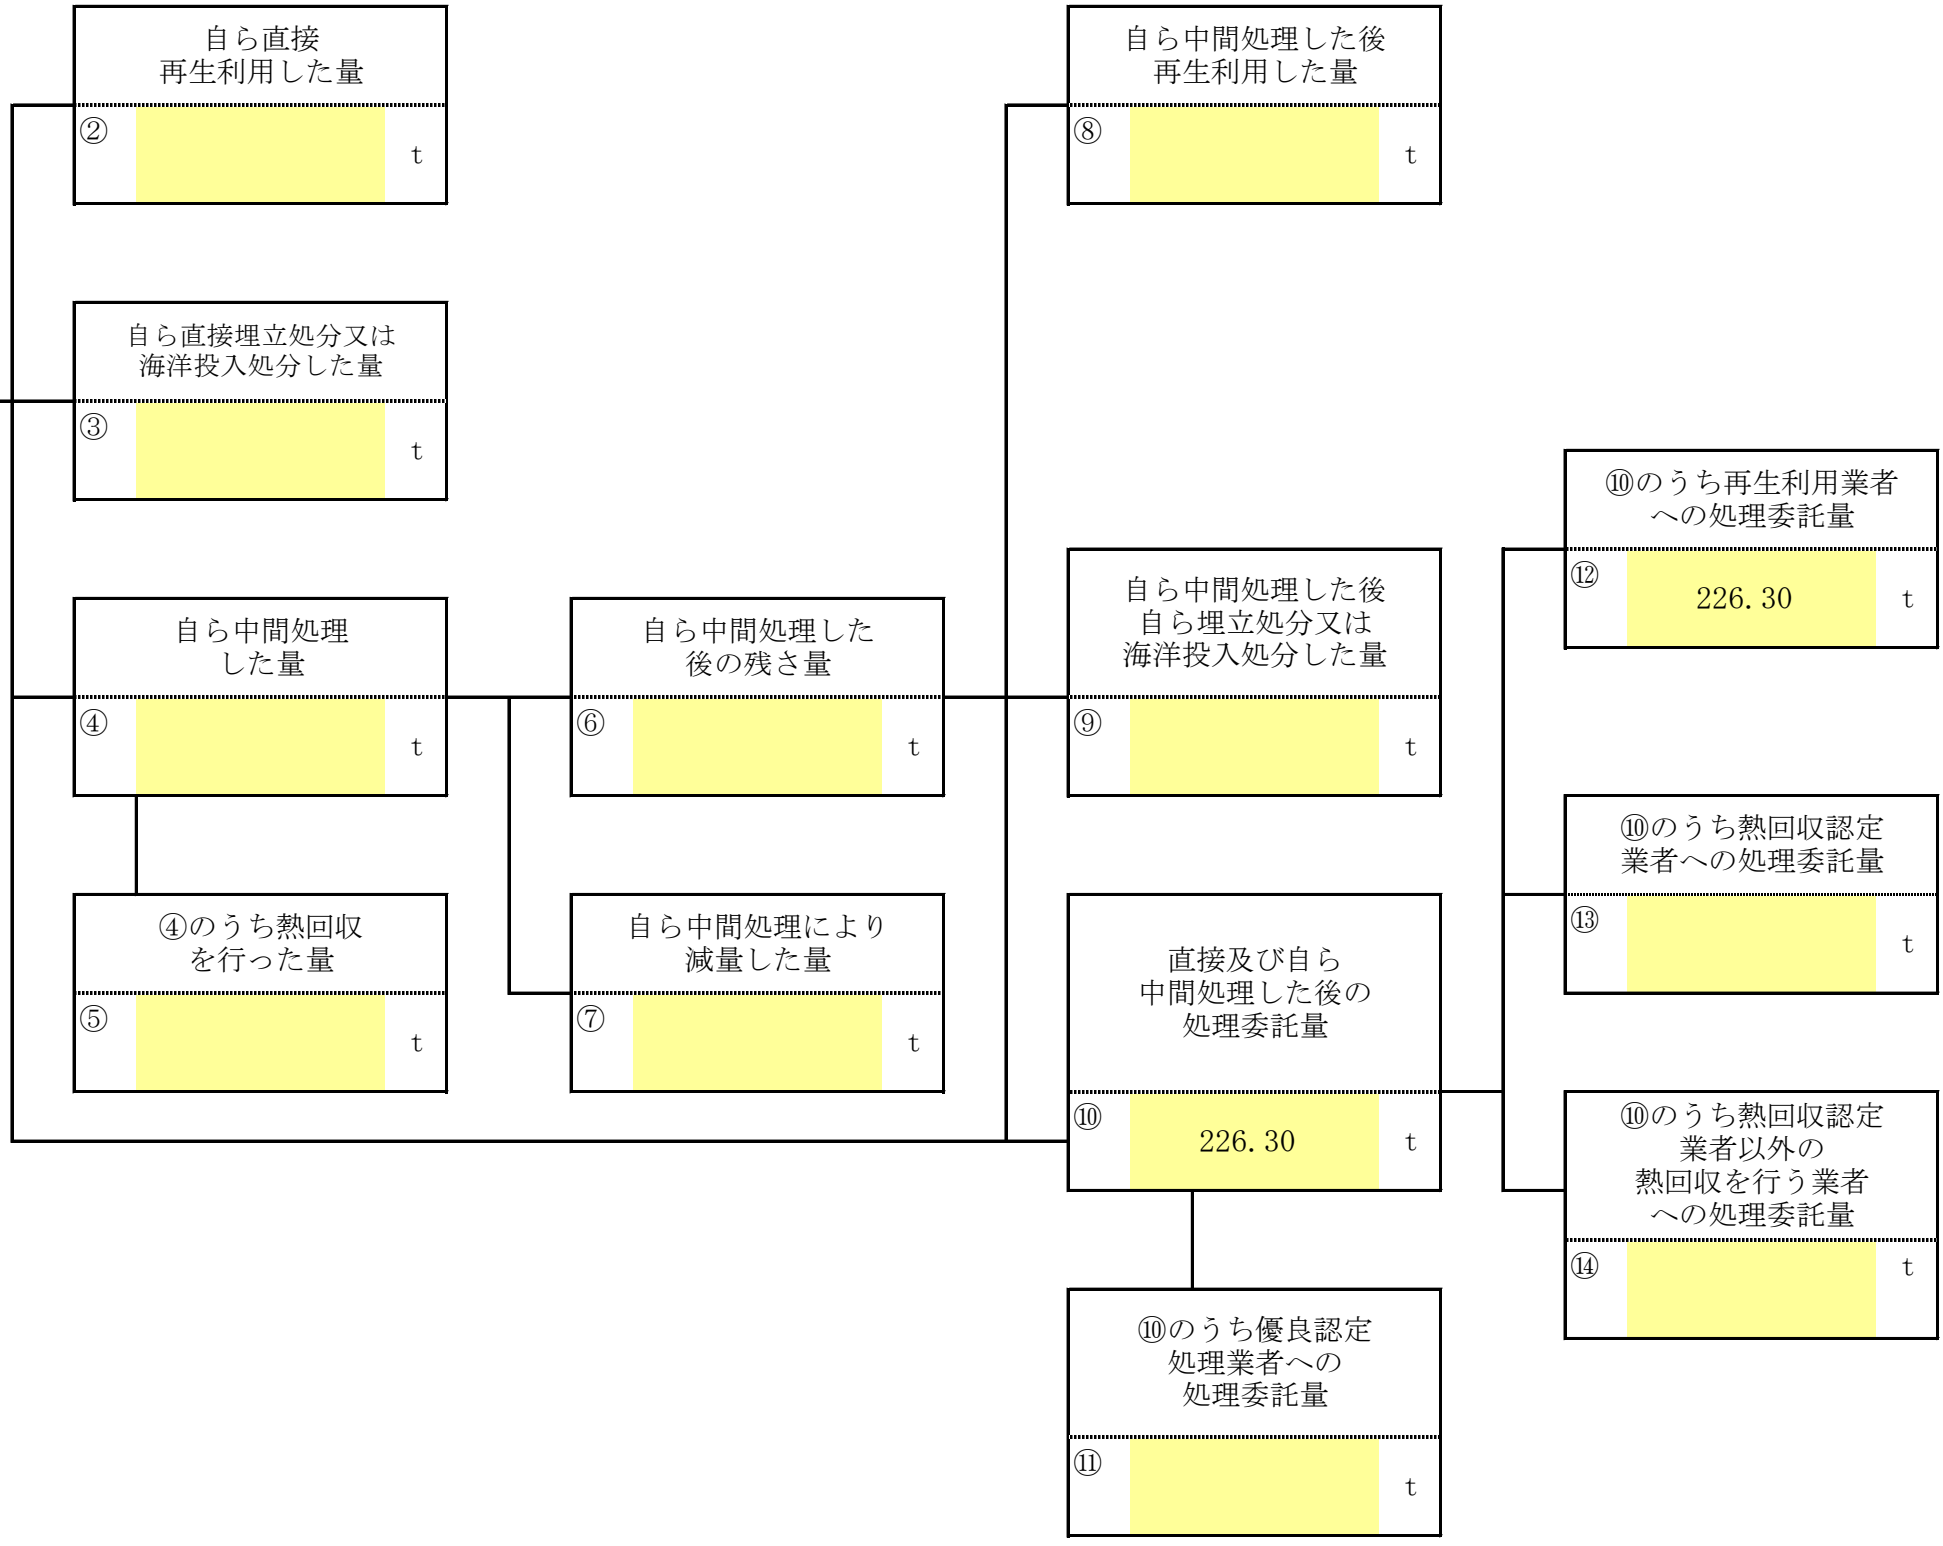 自ら直接
再生利用した量
② t
自ら中間処理した後
再生利用した量
⑧ t
自ら直接埋立処分又は
海洋投入処分した量
③ t
⑩のうち再生利用業者
への処理委託量
⑫ 226.30 t
自ら中間処理
した量
④ t
自ら中間処理した
後の残さ量
⑥ t
自ら中間処理した後
自ら埋立処分又は
海洋投入処分した量
⑨ t
⑩のうち熱回収認定
業者への処理委託量
⑬ t
④のうち熱回収
を行った量
⑤ t
自ら中間処理により
減量した量
⑦ t
直接及び自ら
中間処理した後の
処理委託量
⑩ 226.30 t
⑩のうち熱回収認定
業者以外の
熱回収を行う業者
への処理委託量
⑭ t
⑩のうち優良認定
処理業者への
処理委託量
⑪ t